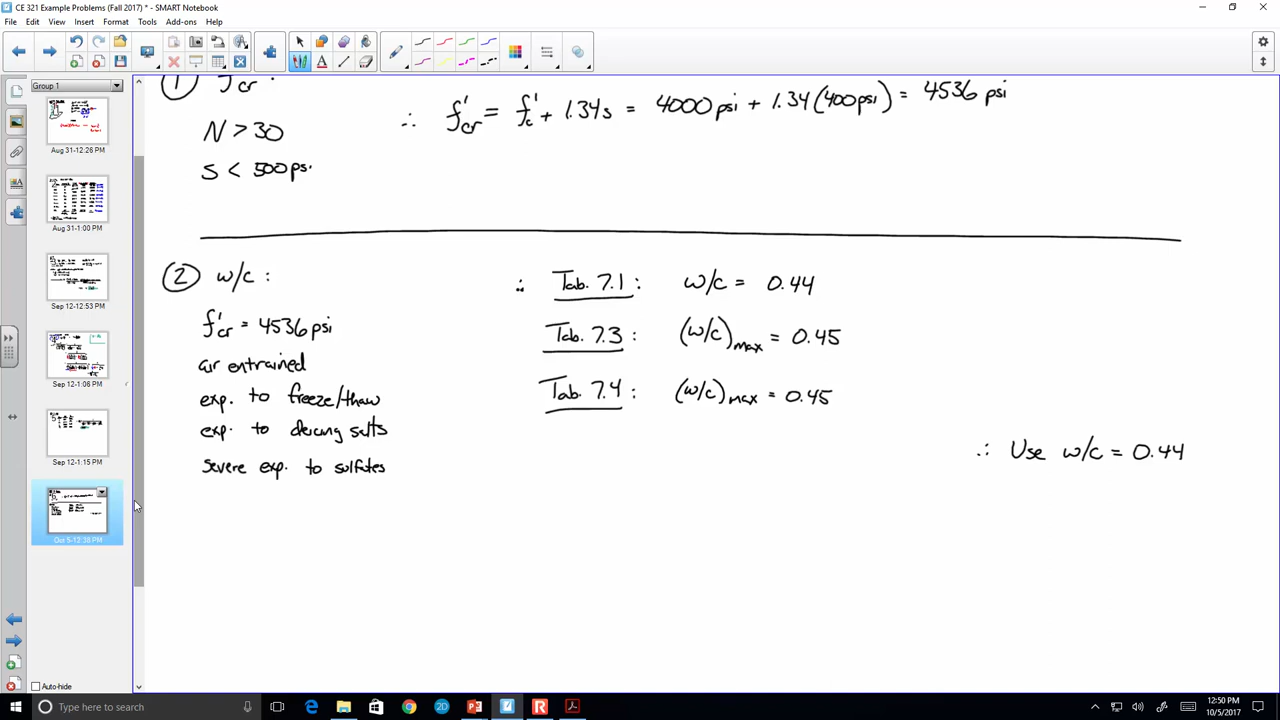 CE 321 Example Problems (Fall 2017) * - SMART Notebook
File Edit View Insert Format Tools Add-ons Help
Group 1
Aug 31-12:26 PM
Aug 31-1:00 PM
Sep 12-12:53 PM
Sep 12-1:06 PM
Sep 12-1:15 PM
Oct 5-12:38 PM
Auto-hide
① f'cr :
∴ f'cr = f'c + 1.34s = 4000 psi + 1.34(400psi) = 4536 psi
N > 30
s < 500psi
② w/c :
f'cr = 4536 psi
air entrained
exp. to freeze/thaw
exp. to deicing salts
Severe exp. to sulfates
∴ Tab. 7.1 : w/c = 0.44
Tab. 7.3 : (w/c)max = 0.45
Tab. 7.4 : (w/c)max = 0.45
∴ Use w/c = 0.44
Type here to search
12:50 PM
10/5/2017